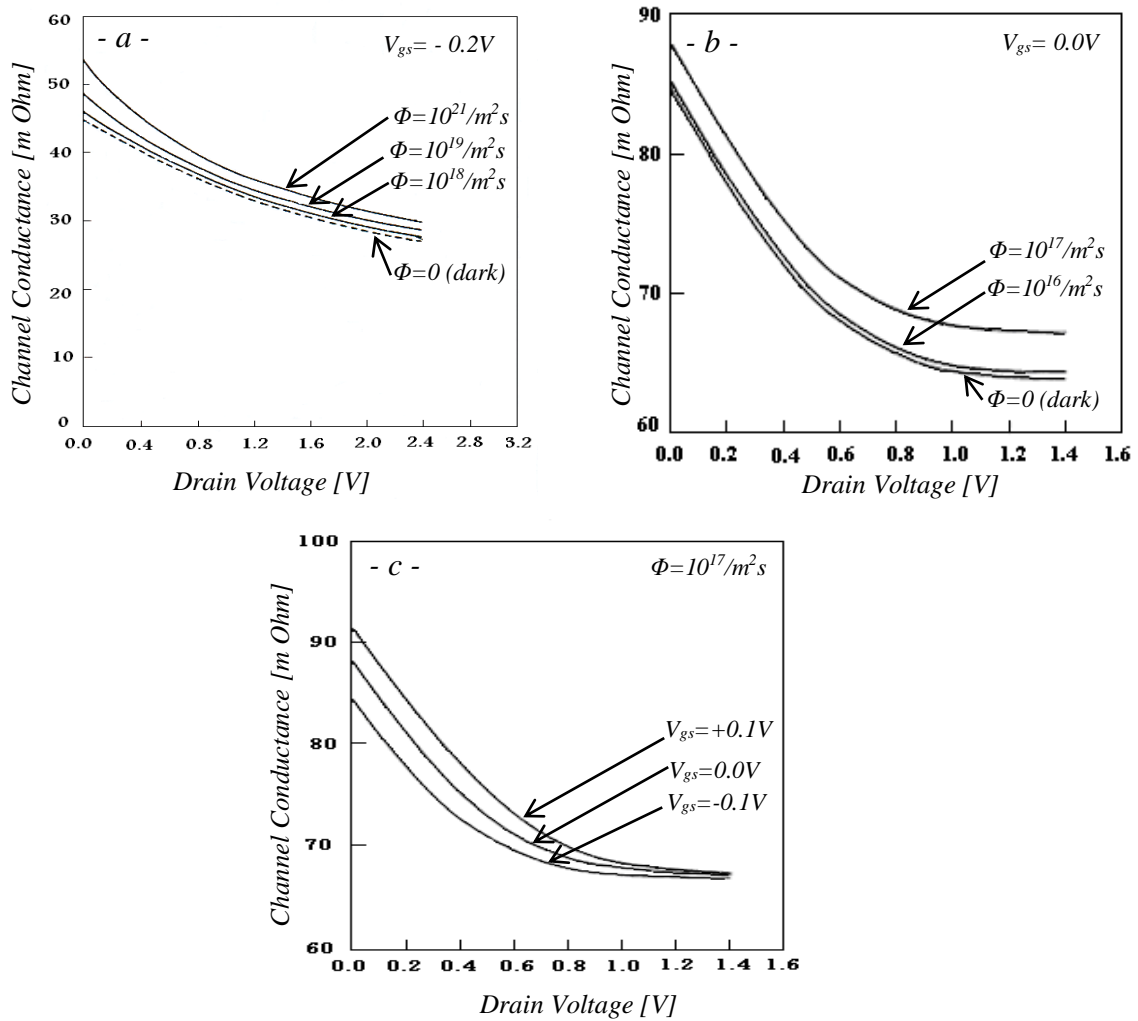 - a -
V_gs= - 0.2V
60
50
40
30
20
10
0
Channel Conductance [m Ohm]
Φ=10^21/m^2s
Φ=10^19/m^2s
Φ=10^18/m^2s
Φ=0 (dark)
0.0 0.4 0.8 1.2 1.6 2.0 2.4 2.8 3.2
Drain Voltage [V]
- b -
V_gs= 0.0V
90
80
70
60
Channel Conductance [m Ohm]
Φ=10^17/m^2s
Φ=10^16/m^2s
Φ=0 (dark)
0.0 0.2 0.4 0.6 0.8 1.0 1.2 1.4 1.6
Drain Voltage [V]
- c -
Φ=10^17/m^2s
100
90
80
70
60
Channel Conductance [m Ohm]
V_gs=+0.1V
V_gs=0.0V
V_gs=-0.1V
0.0 0.2 0.4 0.6 0.8 1.0 1.2 1.4 1.6
Drain Voltage [V]